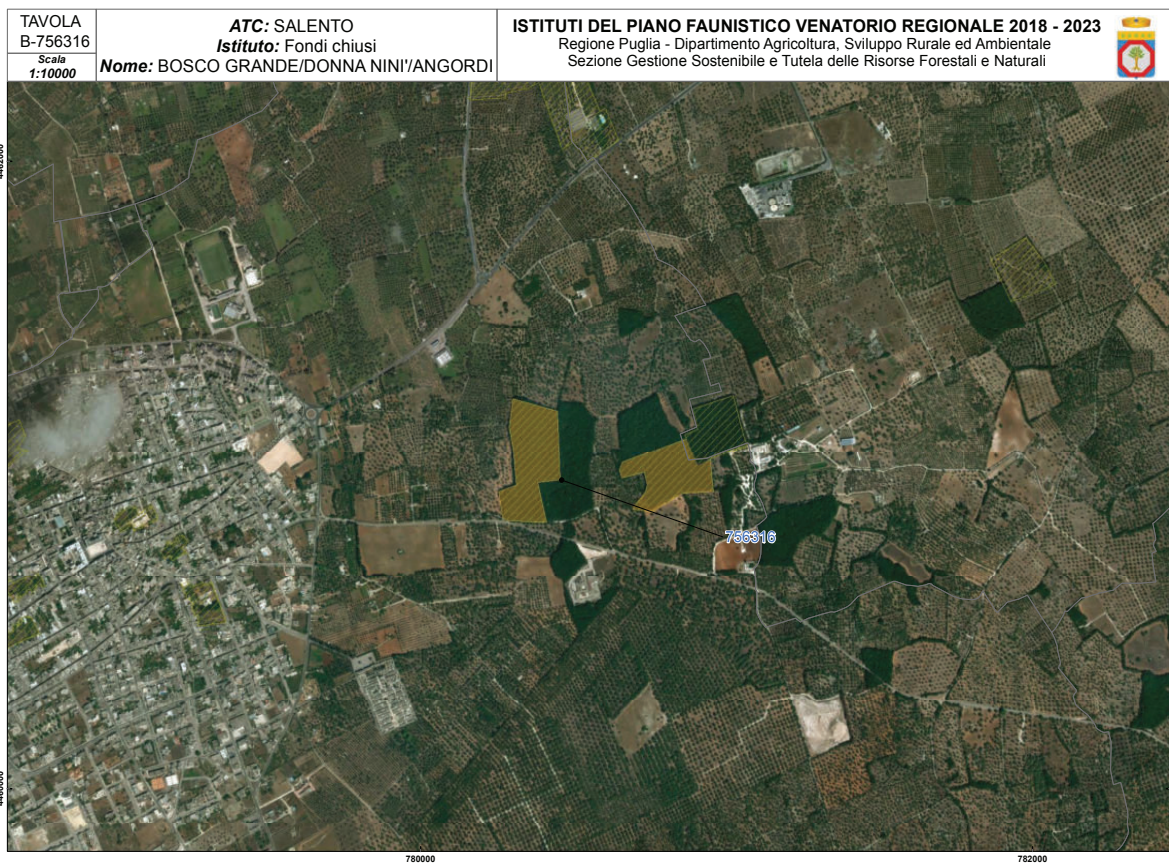 TAVOLA
B-756316
Scala
1:10000
ATC: SALENTO
Istituto: Fondi chiusi
Nome: BOSCO GRANDE/DONNA NINI'/ANGORDI
ISTITUTI DEL PIANO FAUNISTICO VENATORIO REGIONALE 2018 - 2023
Regione Puglia - Dipartimento Agricoltura, Sviluppo Rurale ed Ambientale
Sezione Gestione Sostenibile e Tutela delle Risorse Forestali e Naturali
756316
780000
782000